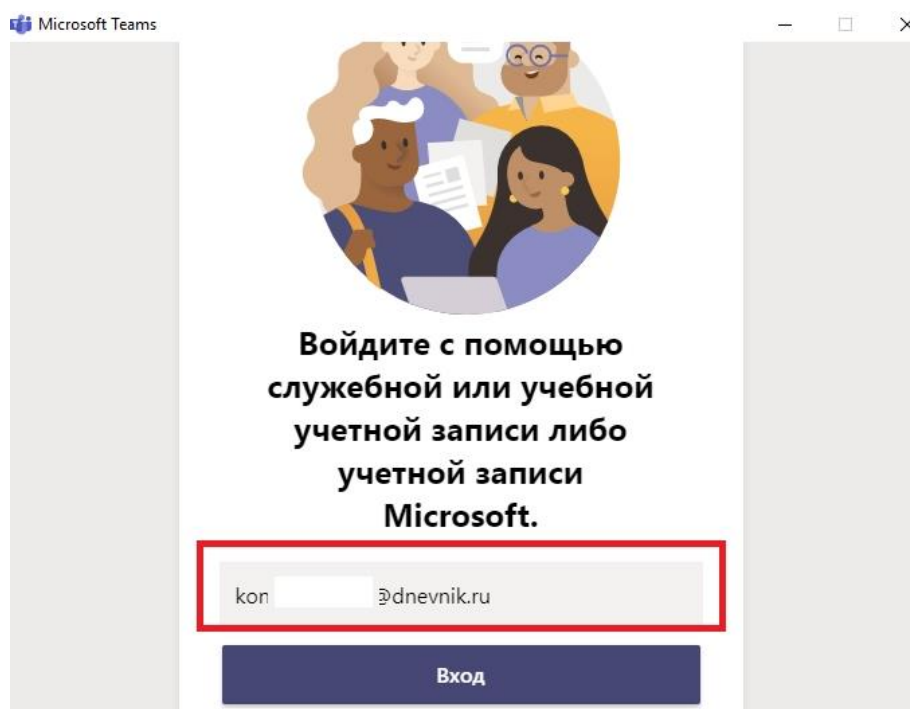 Microsoft Teams
Войдите с помощью
служебной или учебной
учетной записи либо
учетной записи
Microsoft.
kon @dnevnik.ru
Вход